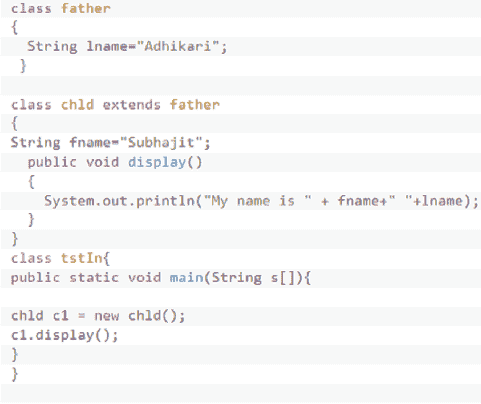 class father
{
  String lname="Adhikari";
 }
class chld extends father
{
String fname="Subhajit";
  public void display()
  {
    System.out.println("My name is " + fname+" "+lname);
  }
}
class tstIn{
public static void main(String s[]){
chld c1 = new chld();
c1.display();
}
}